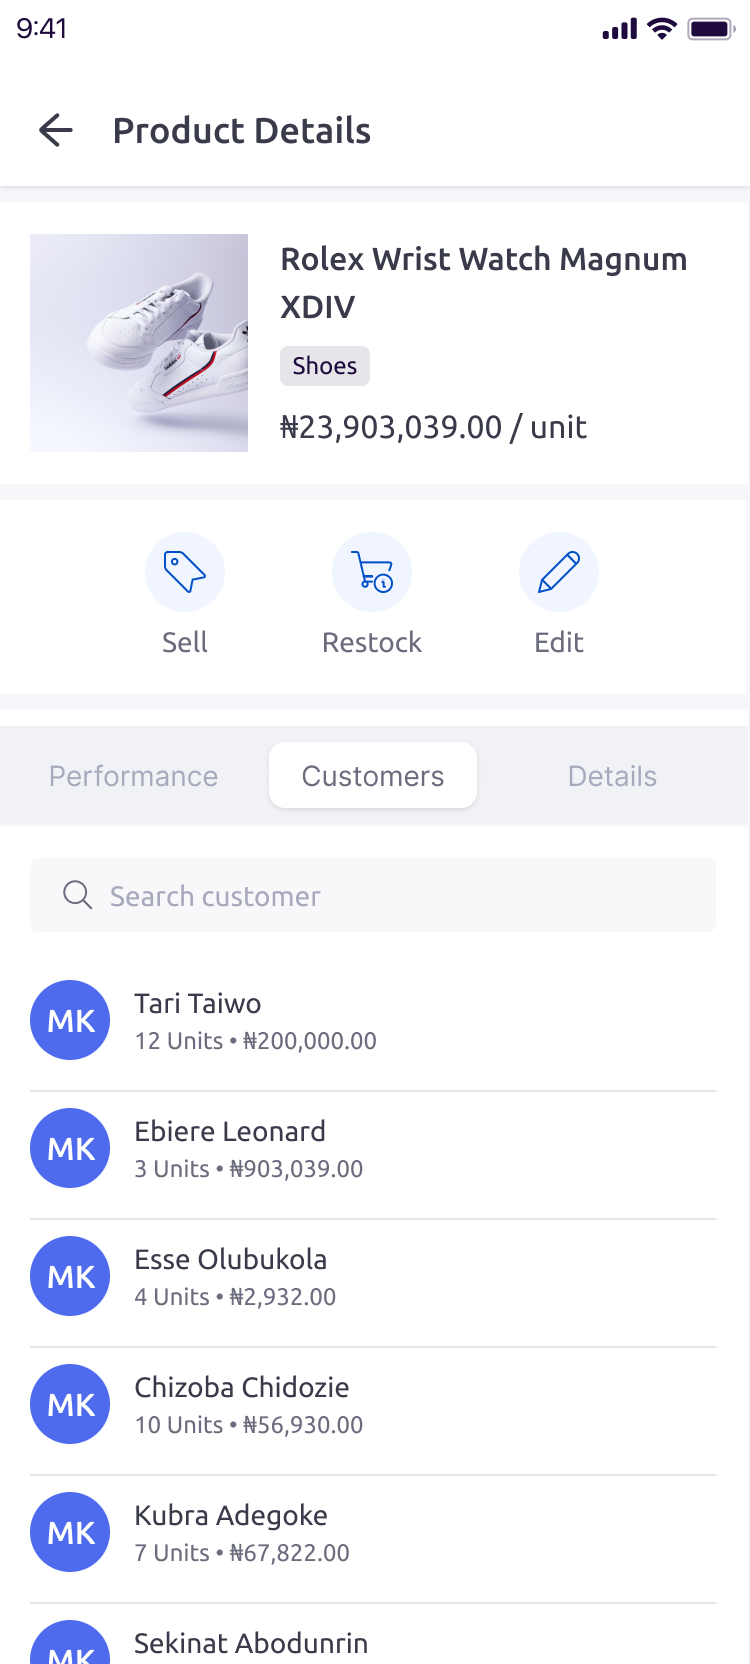 9:41
Product Details
Rolex Wrist Watch Magnum
XDIV
Shoes
₦23,903,039.00 / unit
Sell
Restock
Edit
Performance
Customers
Details
Search customer
MK
Tari Taiwo
12 Units • ₦200,000.00
MK
Ebiere Leonard
3 Units • ₦903,039.00
MK
Esse Olubukola
4 Units • ₦2,932.00
MK
Chizoba Chidozie
10 Units • ₦56,930.00
MK
Kubra Adegoke
7 Units • ₦67,822.00
MK
Sekinat Abodunrin